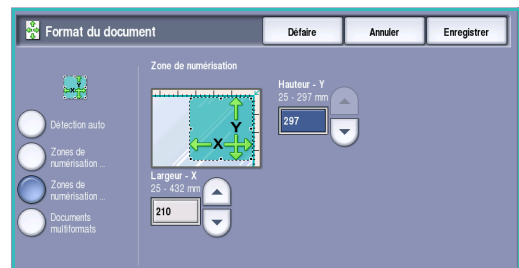 Format du document
Défaire
Annuler
Enregistrer
Zone de numérisation
Hauteur - Y
25 - 297 mm
297
Y
X
Largeur - X
25 - 432 mm
210
Y
X
Détection auto
Zones de
numérisation ...
Zones de
numérisation ...
Documents
multiformats